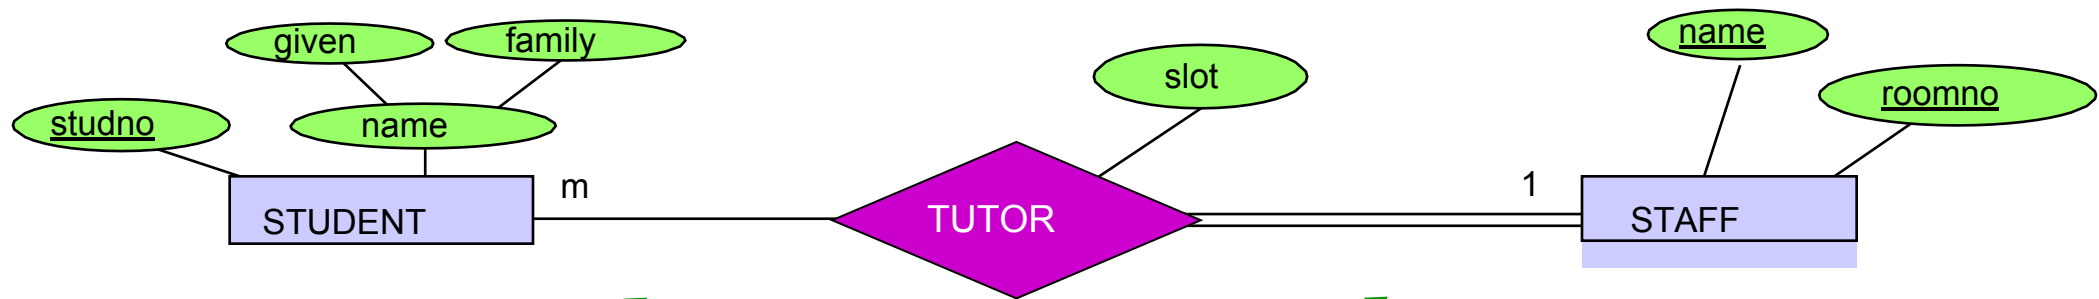 given
family
name
studno
name
slot
roomno
m
1
STUDENT
TUTOR
STAFF